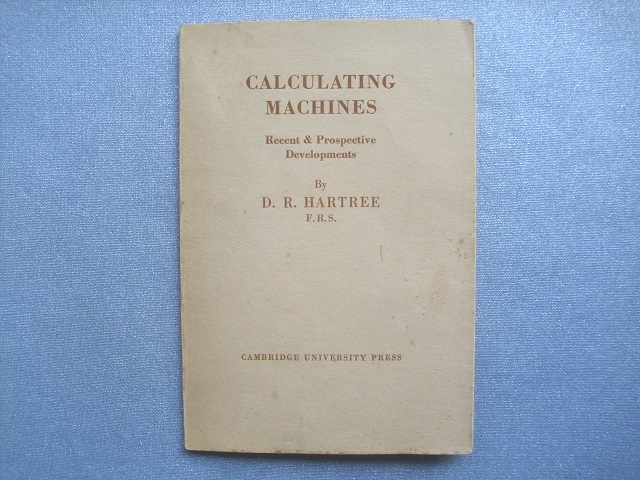 CALCULATING
MACHINES
Recent & Prospective
Developments
By
D. R. HARTREE
F.R.S.
CAMBRIDGE UNIVERSITY PRESS